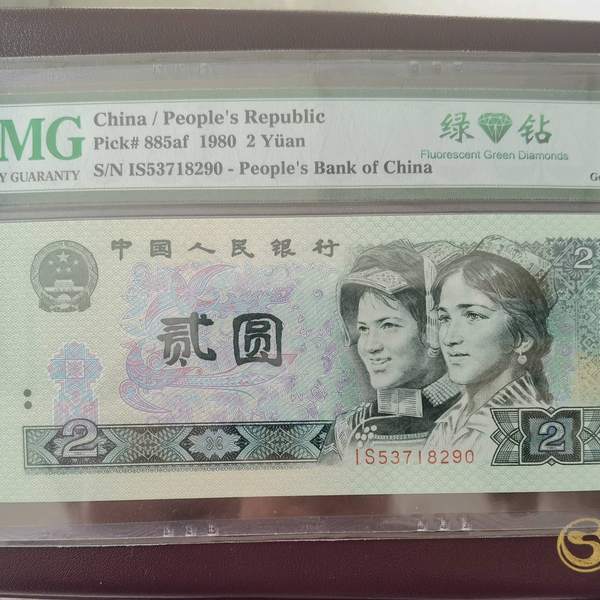 MG
Y GUARANTY
China / People's Republic
Pick# 885af 1980 2 Yüan
S/N IS53718290 - People's Bank of China
绿 钻
Fluorescent Green Diamonds
Ge
中国人民银行
2
贰圆
2
2
IS53718290